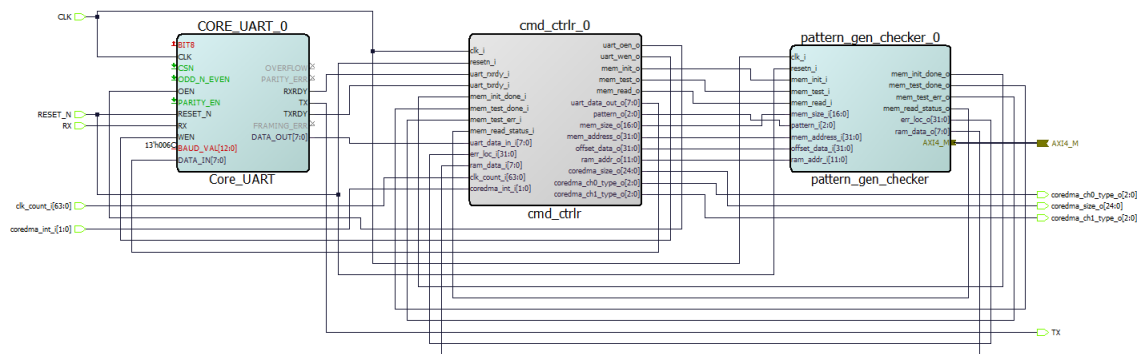 CLK
RESET_N
RX
clk_count_i[63:0]
coredma_int_i[1:0]
CORE_UART_0
BIT8
CLK
CSN
ODD_N_EVEN
OEN
PARITY_EN
RESET_N
RX
WEN
13'h006
BAUD_VAL[12:0]
DATA_IN[7:0]
OVERFLOW
PARITY_ERR
RXRDY
TX
TXRDY
FRAMING_ERR
DATA_OUT[7:0]
Core_UART
cmd_ctrlr_0
clk_i
resetn_i
uart_rxrdy_i
uart_txrdy_i
mem_init_done_i
mem_test_done_i
mem_test_err_i
mem_read_status_i
uart_data_in_i[7:0]
err_loc_i[31:0]
ram_data_i[7:0]
clk_count_i[63:0]
coredma_int_i[1:0]
uart_oen_o
uart_wen_o
mem_init_o
mem_test_o
mem_read_o
uart_data_out_o[7:0]
pattern_o[2:0]
mem_size_o[16:0]
mem_address_o[31:0]
offset_data_o[31:0]
ram_addr_o[11:0]
coredma_size_o[24:0]
coredma_ch0_type_o[2:0]
coredma_ch1_type_o[2:0]
cmd_ctrlr
pattern_gen_checker_0
clk_i
resetn_i
mem_init_i
mem_test_i
mem_read_i
mem_size_i[16:0]
pattern_i[2:0]
mem_address_i[31:0]
offset_data_i[31:0]
ram_addr_i[11:0]
mem_init_done_o
mem_test_done_o
mem_test_err_o
mem_read_status_o
err_loc_o[31:0]
ram_data_o[7:0]
AXI4_M
pattern_gen_checker
AXI4_M
coredma_ch0_type_o[2:0]
coredma_size_o[24:0]
coredma_ch1_type_o[2:0]
TX